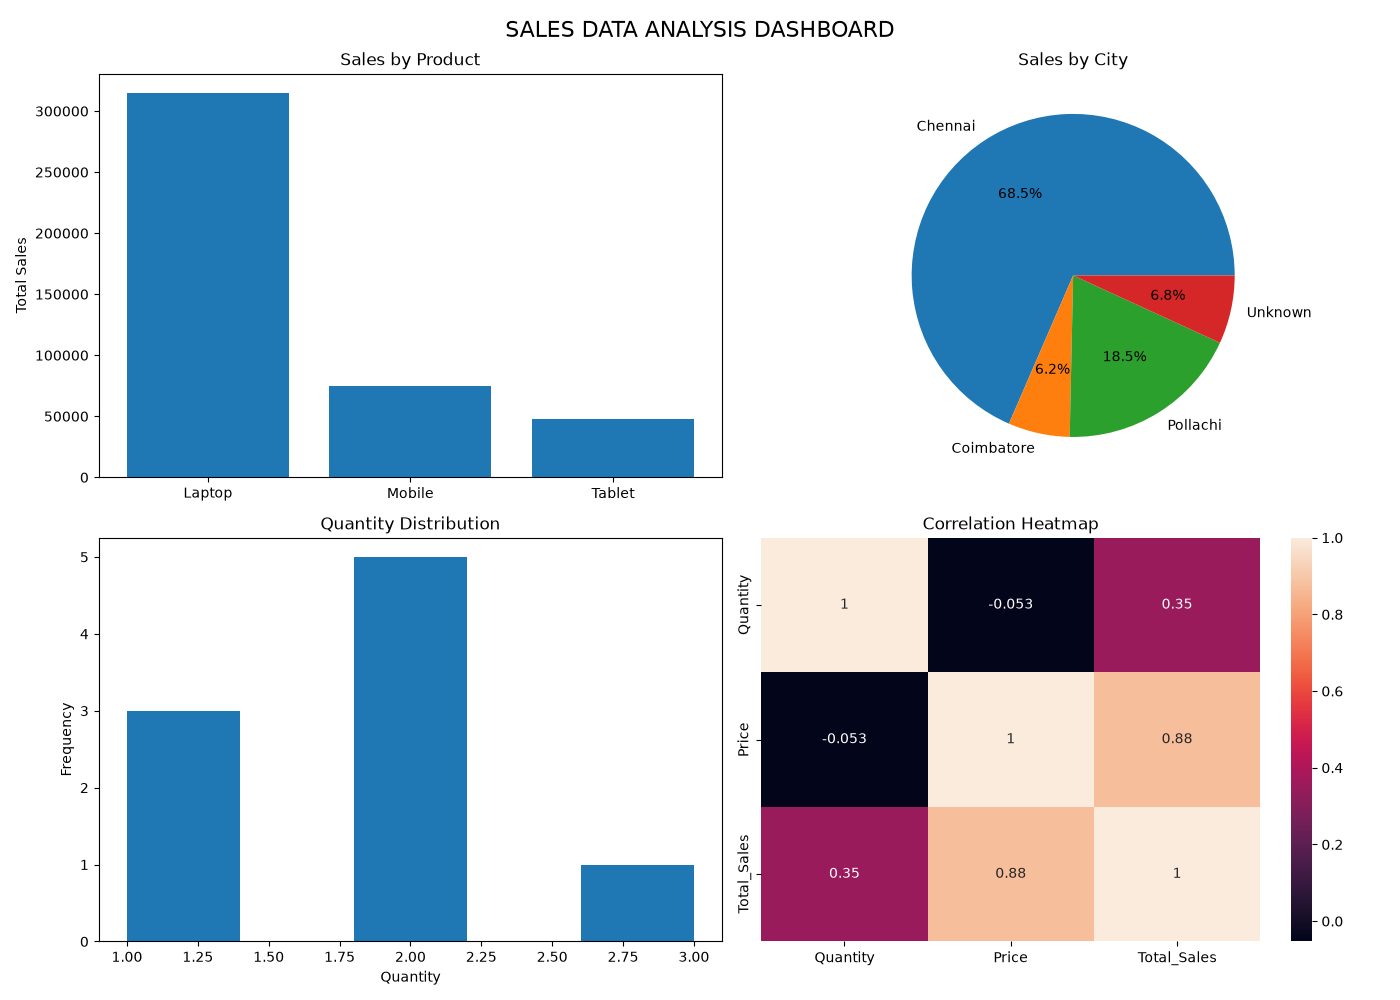 SALES DATA ANALYSIS DASHBOARD
Sales by Product
Total Sales
300000
250000
200000
150000
100000
50000
0
Laptop
Mobile
Tablet
Sales by City
Chennai
68.5%
6.8%
Unknown
18.5%
6.2%
Pollachi
Coimbatore
Quantity Distribution
Frequency
5
4
3
2
1
0
1.00 1.25 1.50 1.75 2.00 2.25 2.50 2.75 3.00
Quantity
Correlation Heatmap
Quantity
1 -0.053 0.35
Price
-0.053 1 0.88
Total_Sales
0.35 0.88 1
Quantity Price Total_Sales
1.0
0.8
0.6
0.4
0.2
0.0